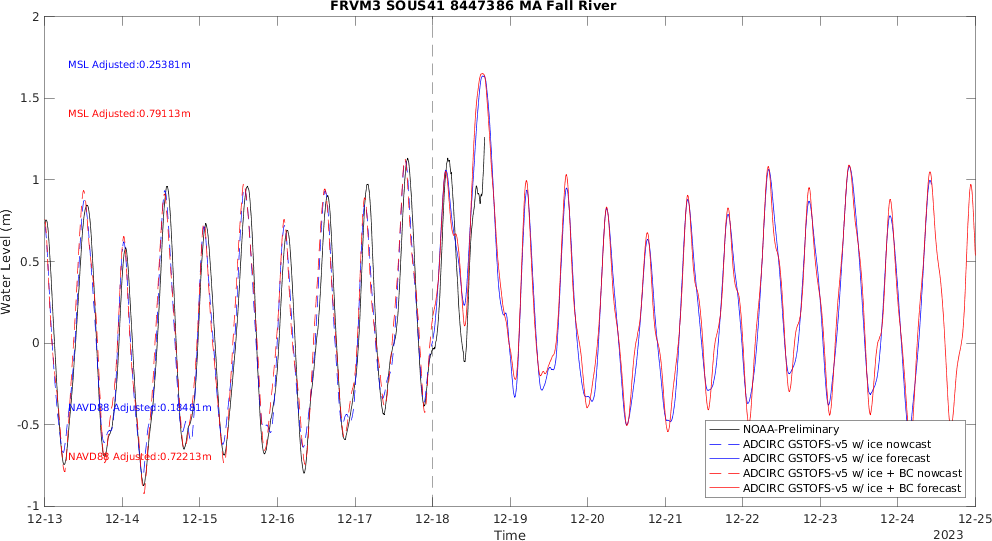 FRVM3 SOUS41 8447386 MA Fall River
2
1.5
1
0.5
0
-0.5
-1
Water Level (m)
MSL Adjusted:0.25381m
MSL Adjusted:0.79113m
NAVD88 Adjusted:0.18481m
NAVD88 Adjusted:0.72213m
NOAA-Preliminary
ADCIRC GSTOFS-v5 w/ ice nowcast
ADCIRC GSTOFS-v5 w/ ice forecast
ADCIRC GSTOFS-v5 w/ ice + BC nowcast
ADCIRC GSTOFS-v5 w/ ice + BC forecast
12-13 12-14 12-15 12-16 12-17 12-18 12-19 12-20 12-21 12-22 12-23 12-24 12-25
Time
2023